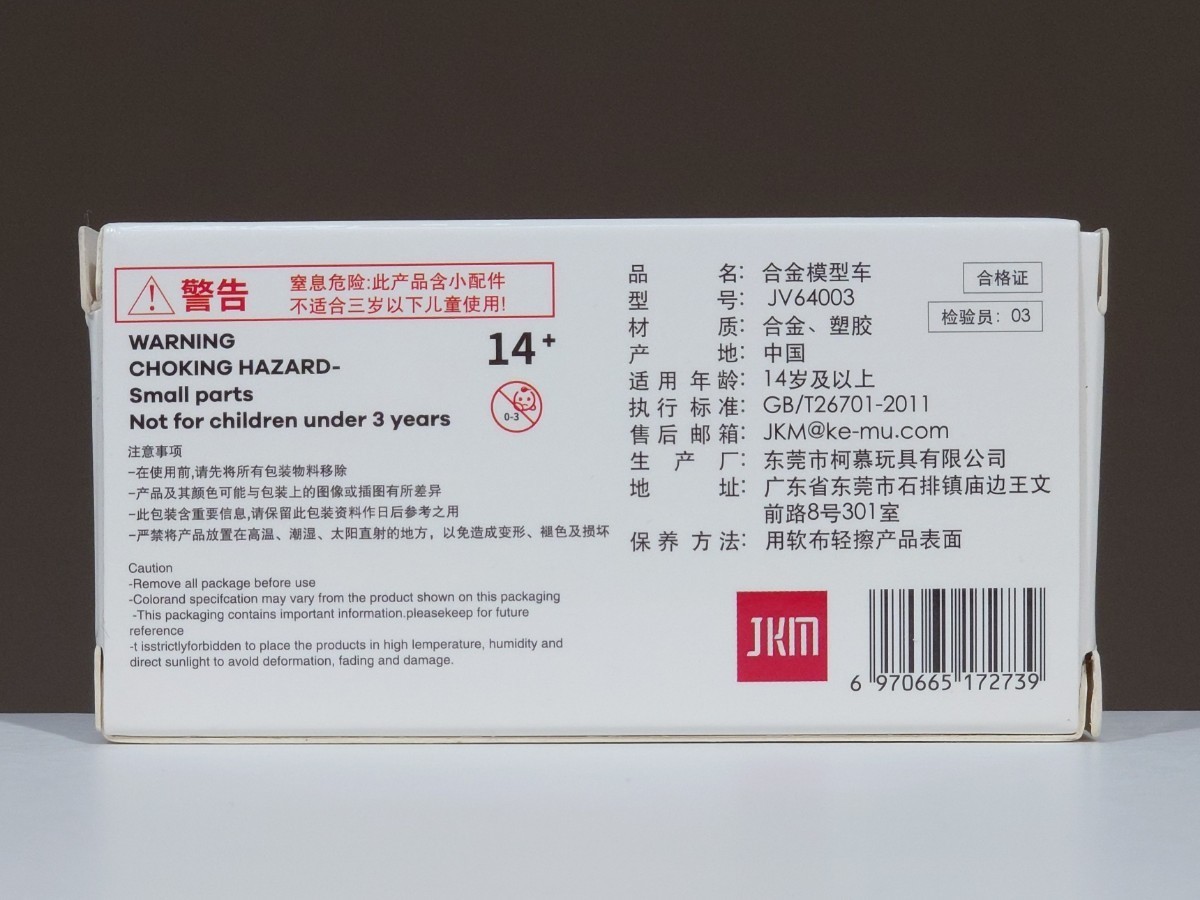 警告
窒息危险:此产品含小配件
不适合三岁以下儿童使用!
WARNING
CHOKING HAZARD-
Small parts
Not for children under 3 years
14+
0-3
注意事项
-在使用前,请先将所有包装物料移除
-产品及其颜色可能与包装上的图像或插图有所差异
-此包装含重要信息,请保留此包装资料作日后参考之用
-严禁将产品放置在高温、潮湿、太阳直射的地方，以免造成变形、褪色及损坏
Caution
-Remove all package before use
-Colorand specifcation may vary from the product shown on this packaging
-This packaging contains important information.pleasekeep for future
reference
-t isstrictlyforbidden to place the products in high lemperature, humidity and
direct sunlight to avoid deformation, fading and damage.
品名：合金模型车
型号：JV64003
材质：合金、塑胶
产地：中国
适用年龄：14岁及以上
执行标准：GB/T26701-2011
售后邮箱：JKM@ke-mu.com
生产厂：东莞市柯慕玩具有限公司
地址：广东省东莞市石排镇庙边王文
前路8号301室
保养方法：用软布轻擦产品表面
合格证
检验员：03
JKM
6 970665 172739